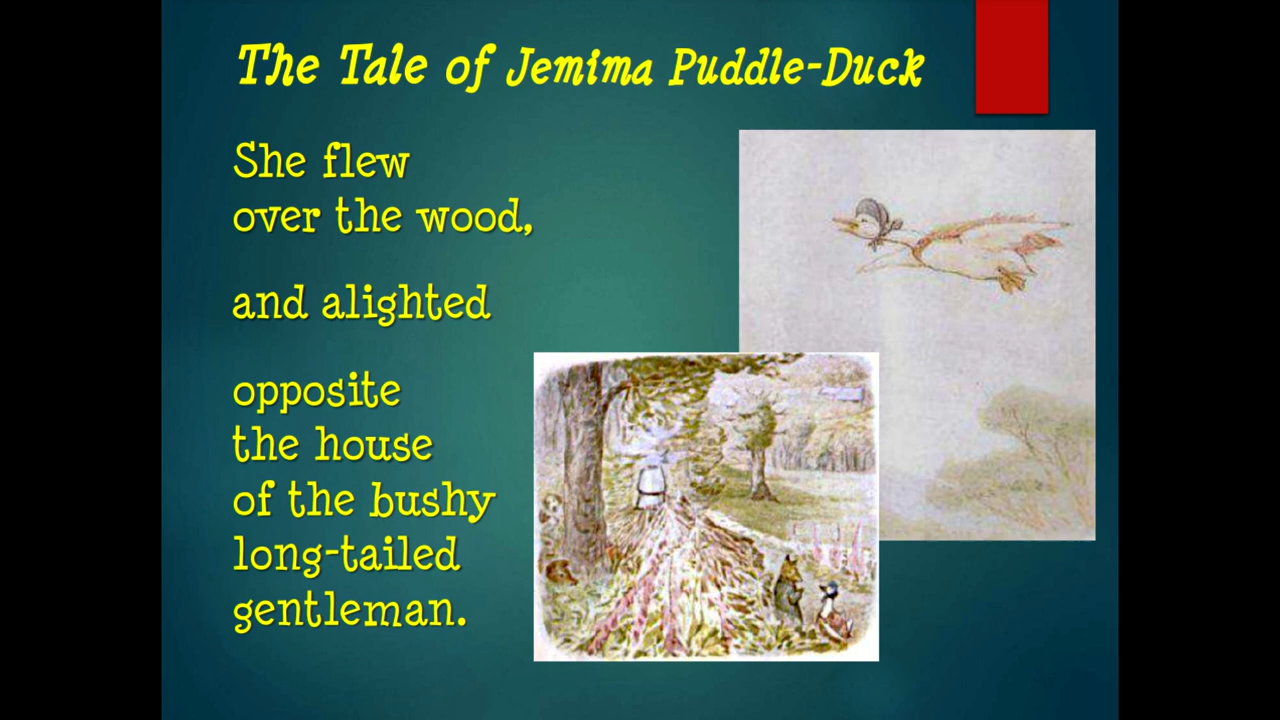 The Tale of Jemima Puddle-Duck
She flew
over the wood,
and alighted
opposite
the house
of the bushy
long-tailed
gentleman.